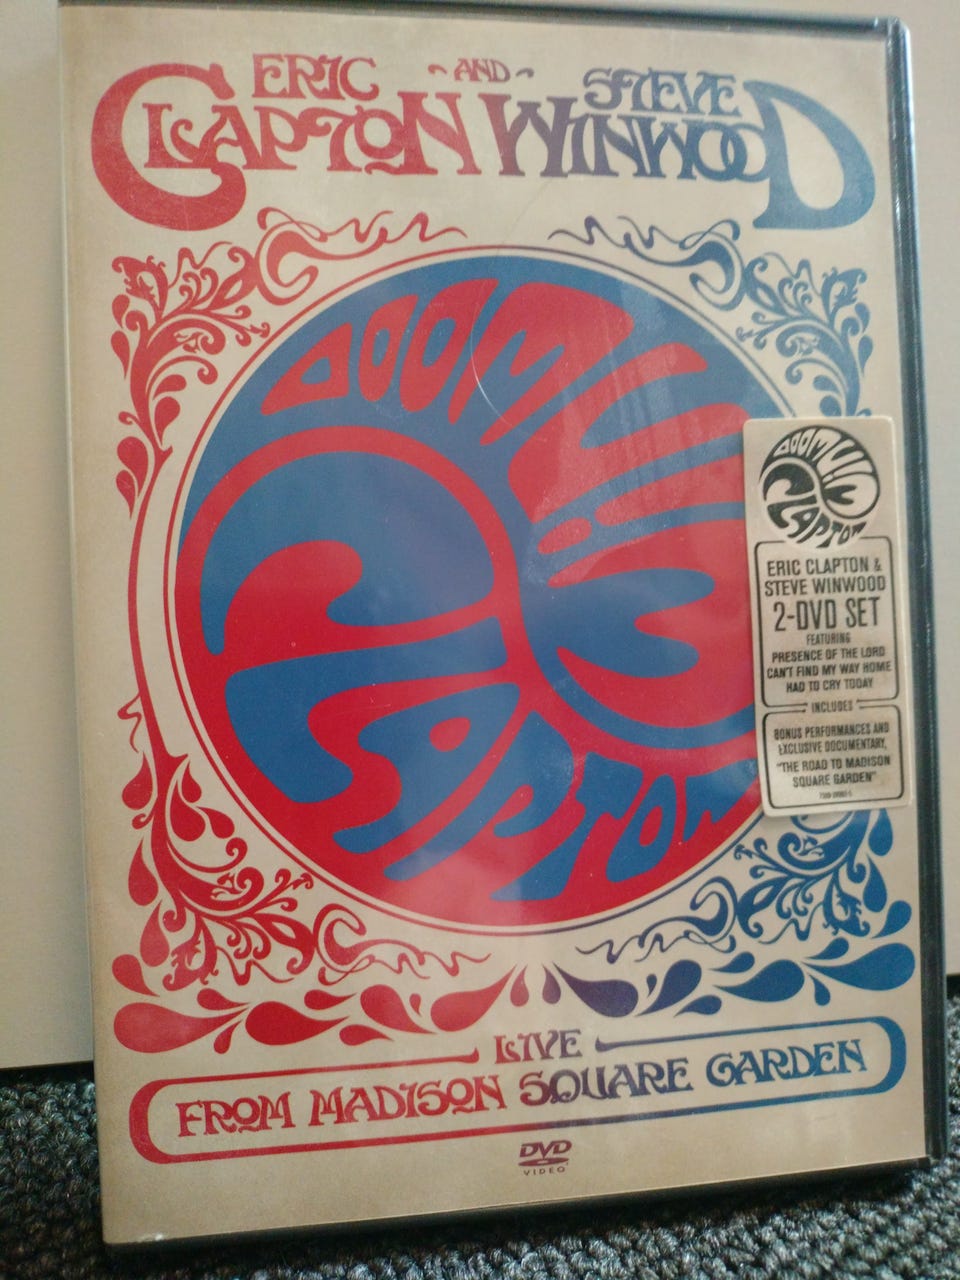 ERIC AND STEVE
CLAPTON WINWOOD
ERIC CLAPTON &
STEVE WINWOOD
2-DVD SET
FEATURING
PRESENCE OF THE LORD
CAN'T FIND MY WAY HOME
HAD TO CRY TODAY
INCLUDES
BONUS PERFORMANCES AND
EXCLUSIVE DOCUMENTARY,
"THE ROAD TO MADISON
SQUARE GARDEN"
LIVE
FROM MADISON SQUARE GARDEN
DVD
VIDEO